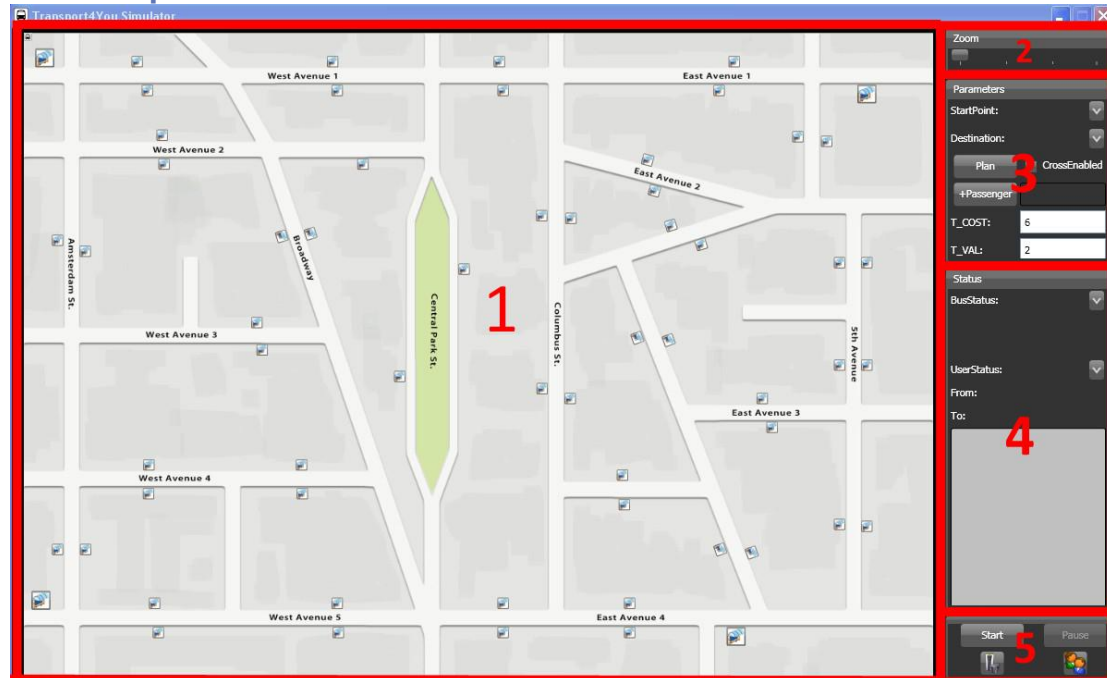 Transport4You Simulator
West Avenue 1
East Avenue 1
West Avenue 2
East Avenue 2
Amsterdam St.
Broadway
Central Park St.
1
Columbus St.
West Avenue 3
5th Avenue
East Avenue 3
West Avenue 4
West Avenue 5
East Avenue 4
Zoom
2
Parameters
StartPoint:
Destination:
Plan
CrossEnabled
3
+Passenger
T_COST: 6
T_VAL: 2
Status
BusStatus:
UserStatus:
From:
To:
4
Start
Pause
5